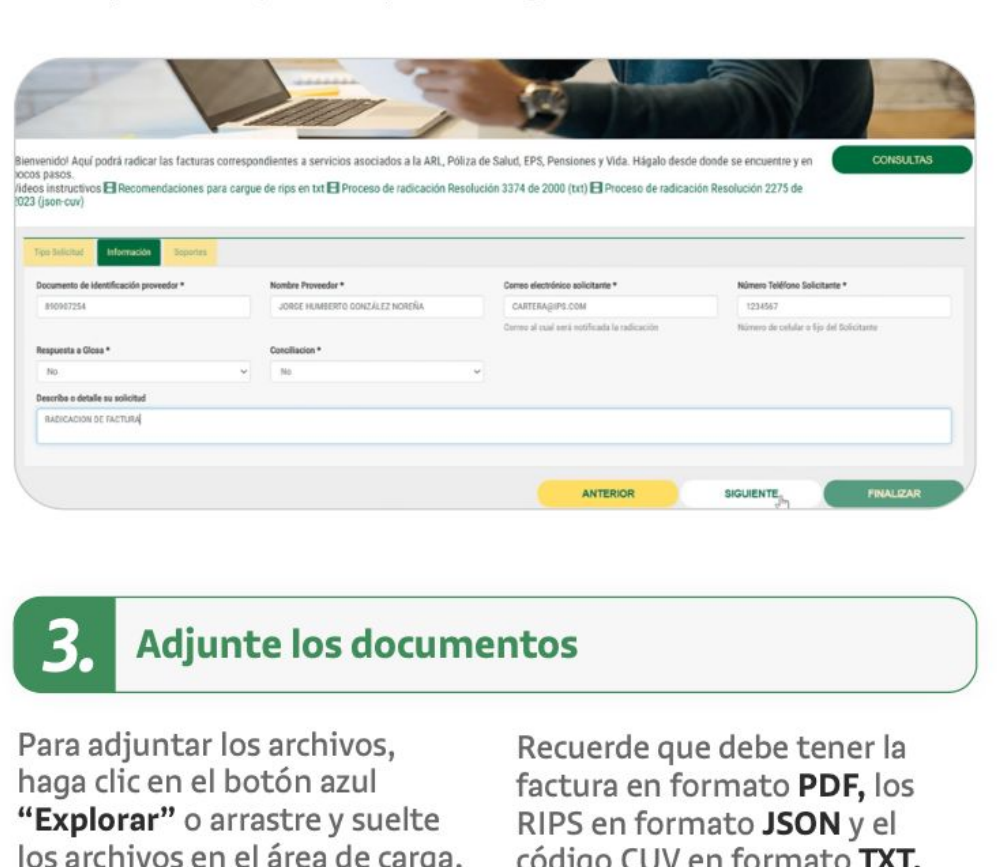 Bienvenido! Aquí podrá radicar las facturas correspondientes a servicios asociados a la ARL, Póliza de Salud, EPS, Pensiones y Vida. Hágalo desde donde se encuentre y en
pocos pasos.
CONSULTAS
Videos instructivos Recomendaciones para cargue de rips en txt Proceso de radicación Resolución 3374 de 2000 (txt) Proceso de radicación Resolución 2275 de
2023 (json-cuv)
Tipo Solicitud Información Soportes
Documento de identificación proveedor * Nombre Proveedor * Correo electrónico solicitante * Número Teléfono Solicitante *
890907254 JORGE HUMBERTO GONZÁLEZ NOREÑA CARTERA@IPS.COM 1234567
Correo al cual será notificada la radicación Número de celular o fijo del Solicitante
Respuesta a Glosa * Conciliacion *
No No
Describa o detalle su solicitud
RADICACION DE FACTURA
ANTERIOR SIGUIENTE FINALIZAR
3. Adjunte los documentos
Para adjuntar los archivos,
haga clic en el botón azul
“Explorar” o arrastre y suelte
los archivos en el área de carga.
Recuerde que debe tener la
factura en formato PDF, los
RIPS en formato JSON y el
código CUV en formato TXT.